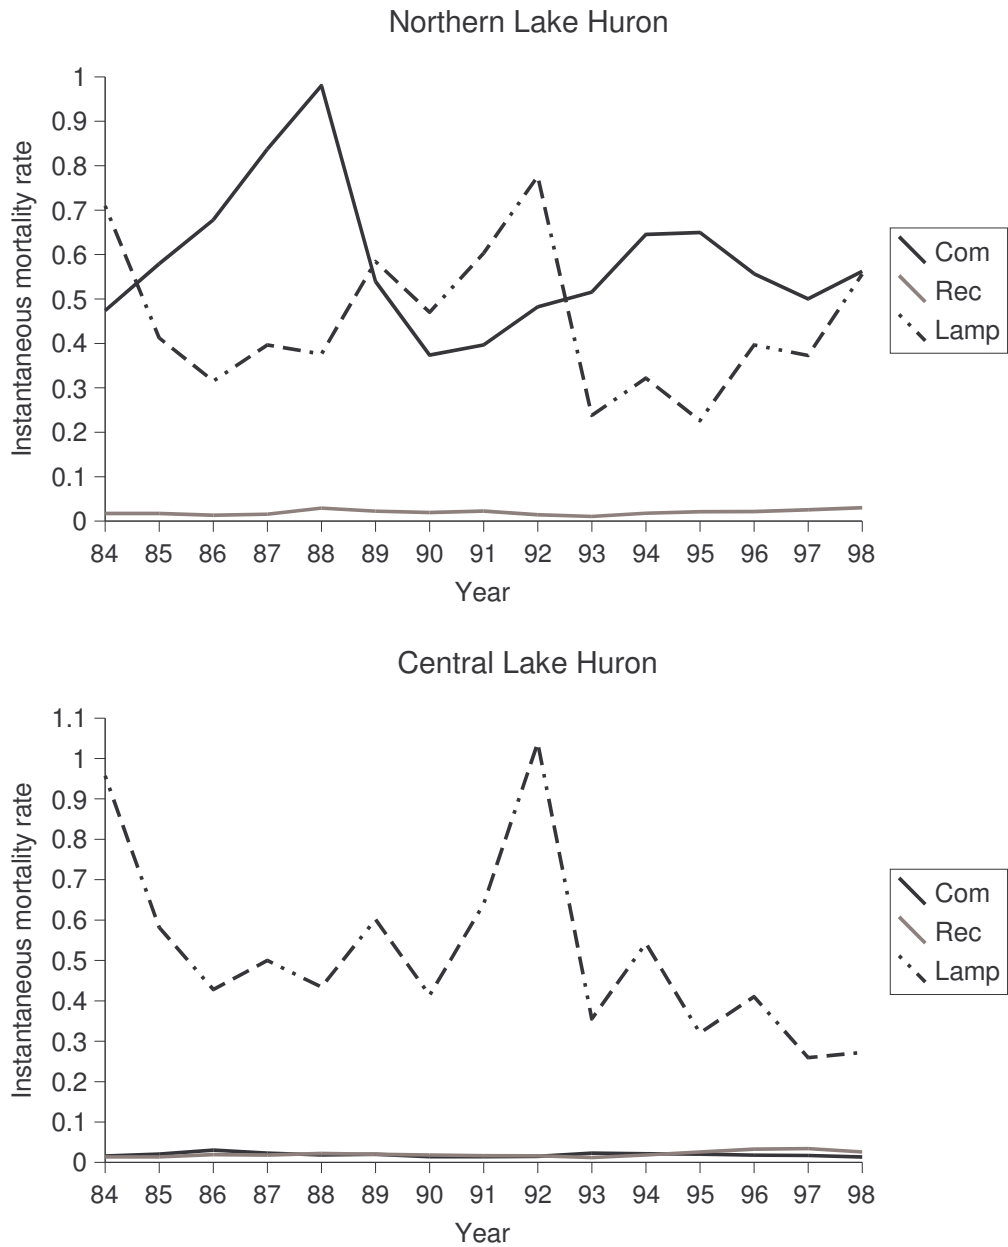 Northern Lake Huron
1
0.9
0.8
0.7
0.6
0.5
0.4
0.3
0.2
0.1
0
Instantaneous mortality rate
84 85 86 87 88 89 90 91 92 93 94 95 96 97 98
Year
Com
Rec
Lamp
Central Lake Huron
1.1
1
0.9
0.8
0.7
0.6
0.5
0.4
0.3
0.2
0.1
0
Instantaneous mortality rate
84 85 86 87 88 89 90 91 92 93 94 95 96 97 98
Year
Com
Rec
Lamp